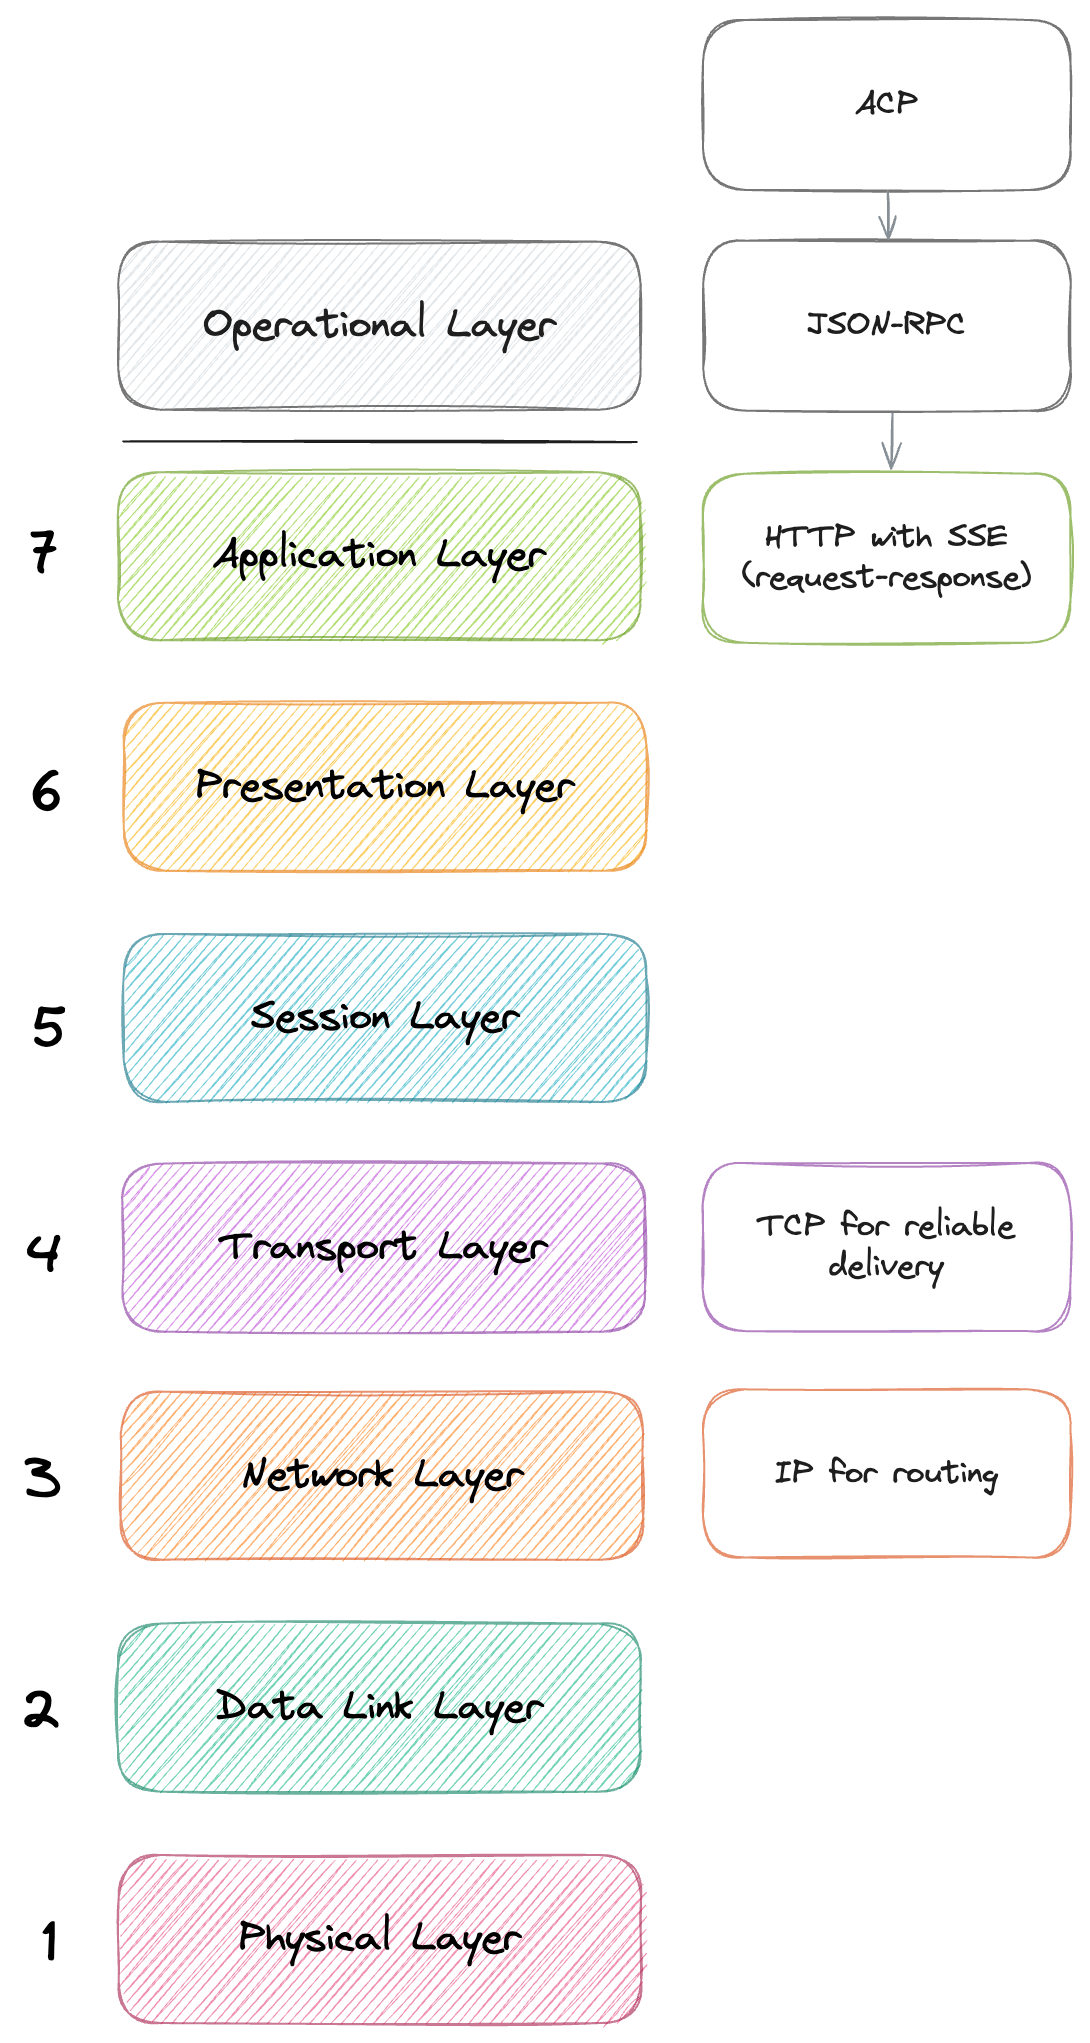 ACP
Operational Layer
JSON-RPC
7
Application Layer
HTTP with SSE
(request-response)
6
Presentation Layer
5
Session Layer
4
Transport Layer
TCP for reliable
delivery
3
Network Layer
IP for routing
2
Data Link Layer
1
Physical Layer